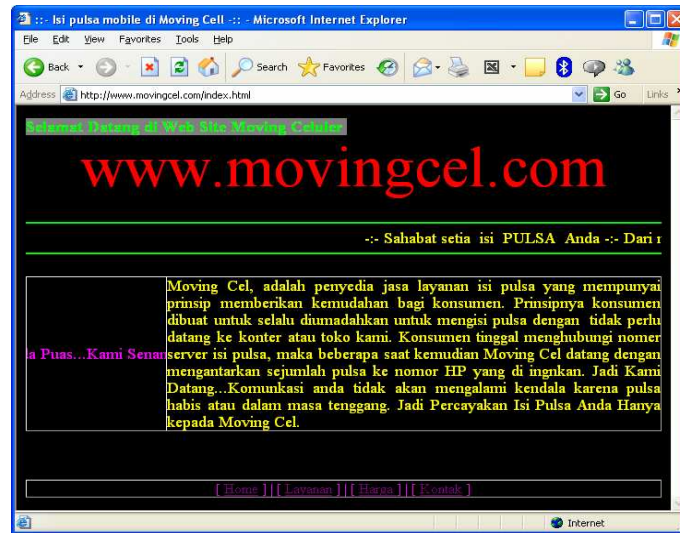 ::- Isi pulsa mobile di Moving Cell -:: - Microsoft Internet Explorer
File Edit View Favorites Tools Help
Back Search Favorites
Address http://www.movingcel.com/index.html Go Links
Selamat Datang di Web Site Moving Celuler
www.movingcel.com
-:- Sahabat setia isi PULSA Anda -:- Dari
Moving Cel, adalah penyedia jasa layanan isi pulsa yang mempunyai
prinsip memberikan kemudahan bagi konsumen. Prinsipnya konsumen
dibuat untuk selalu diumadahkan untuk mengisi pulsa dengan tidak perlu
datang ke konter atau toko kami. Konsumen tinggal menghubungi nomer
a Puas...Kami Senan
server isi pulsa, maka beberapa saat kemudian Moving Cel datang dengan
mengantarkan sejumlah pulsa ke nomor HP yang di ingnkan. Jadi Kami
Datang...Komunkasi anda tidak akan mengalami kendala karena pulsa
habis atau dalam masa tenggang. Jadi Percayakan Isi Pulsa Anda Hanya
kepada Moving Cel.
[ Home ] | [ Layanan ] | [ Harga ] | [ Kontak ]
Internet